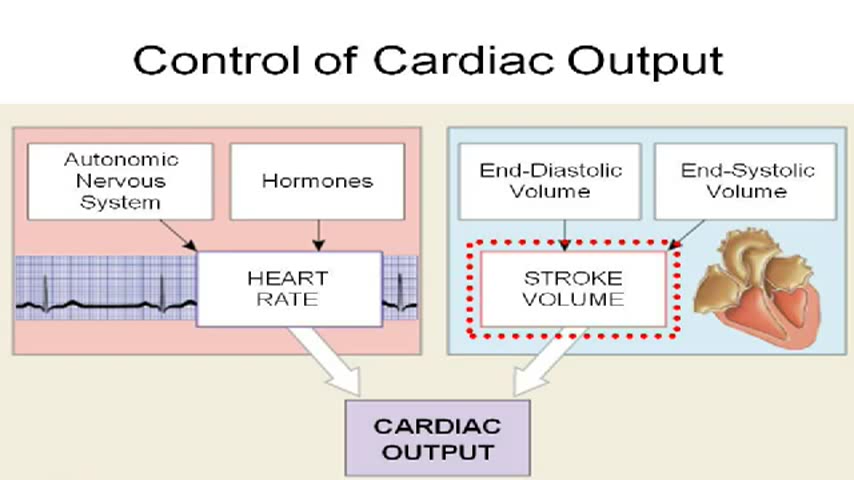 Control of Cardiac Output
Autonomic
Nervous
System
Hormones
End-Diastolic
Volume
End-Systolic
Volume
HEART
RATE
STROKE
VOLUME
CARDIAC
OUTPUT